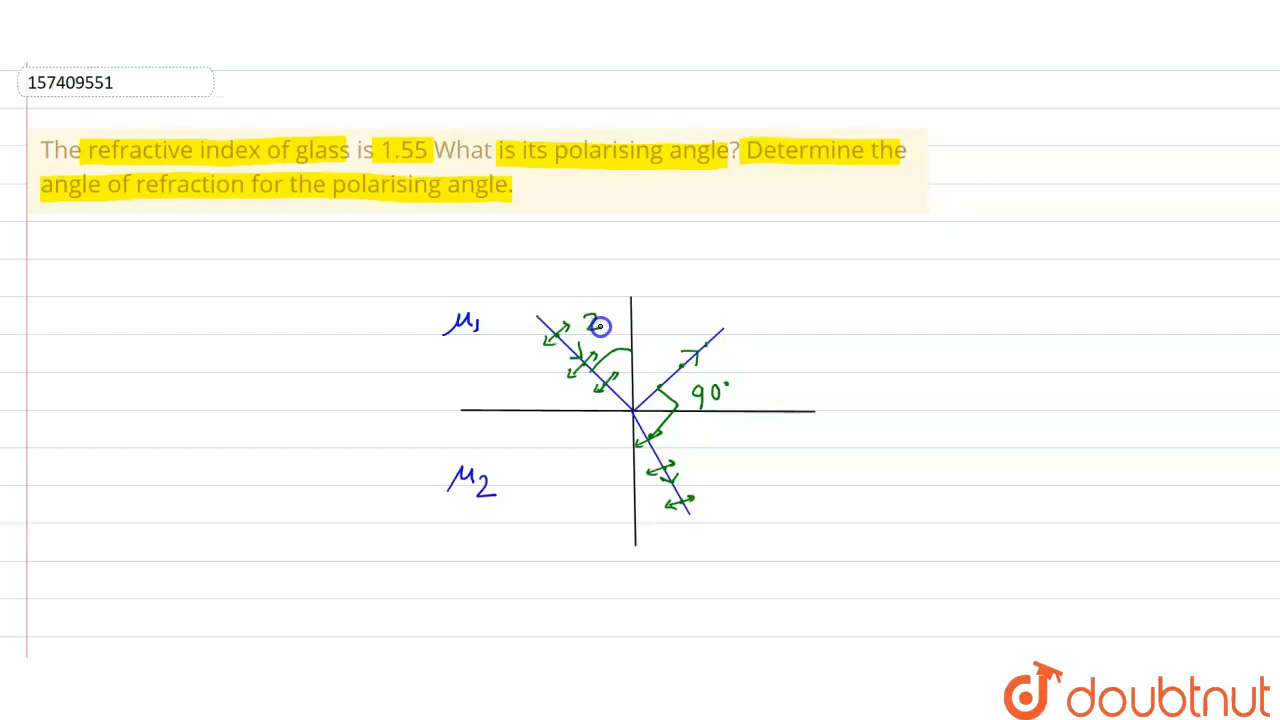 157409551
The refractive index of glass is 1.55 What is its polarising angle? Determine the
angle of refraction for the polarising angle.
μ1
90°
μ2
doubtnut